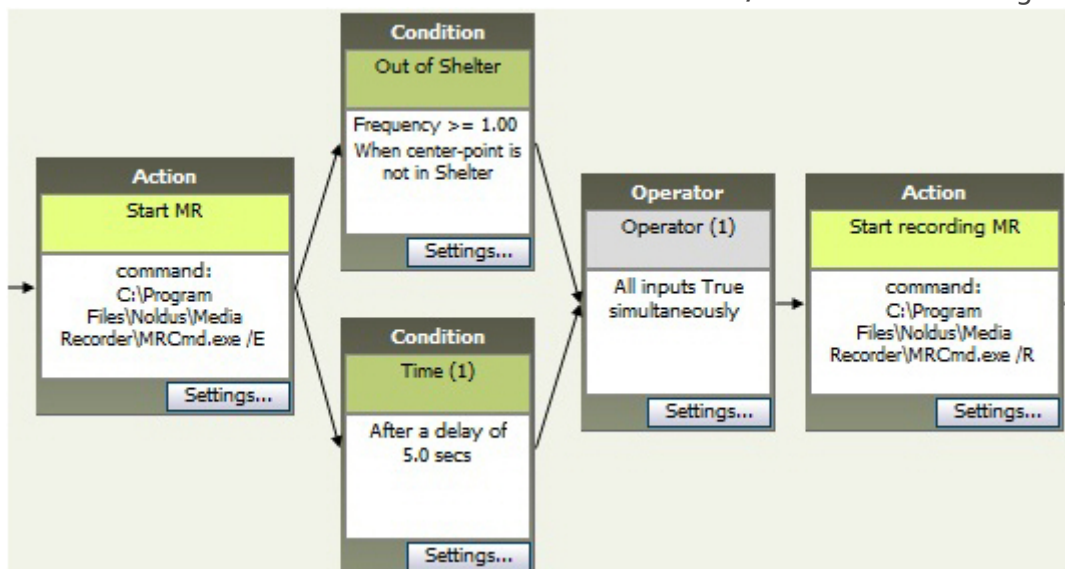 Action
Start MR
command:
C:\Program
Files\Noldus\Media
Recorder\MRCmd.exe /E
Settings...
Condition
Out of Shelter
Frequency >= 1.00
When center-point is
not in Shelter
Settings...
Condition
Time (1)
After a delay of
5.0 secs
Settings...
Operator
Operator (1)
All inputs True
simultaneously
Settings...
Action
Start recording MR
command:
C:\Program
Files\Noldus\Media
Recorder\MRCmd.exe /R
Settings...